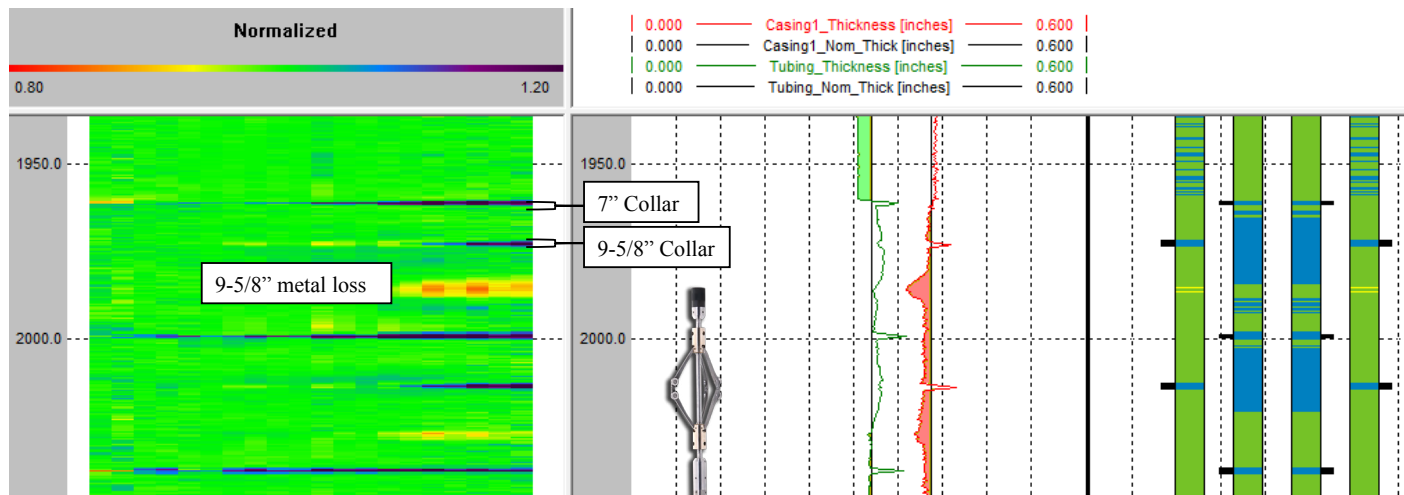 Normalized
0.80 1.20
0.000 Casing1_Thickness [inches] 0.600
0.000 Casing1_Nom_Thick [inches] 0.600
0.000 Tubing_Thickness [inches] 0.600
0.000 Tubing_Nom_Thick [inches] 0.600
1950.0
1950.0
7” Collar
9-5/8” Collar
9-5/8” metal loss
2000.0
2000.0